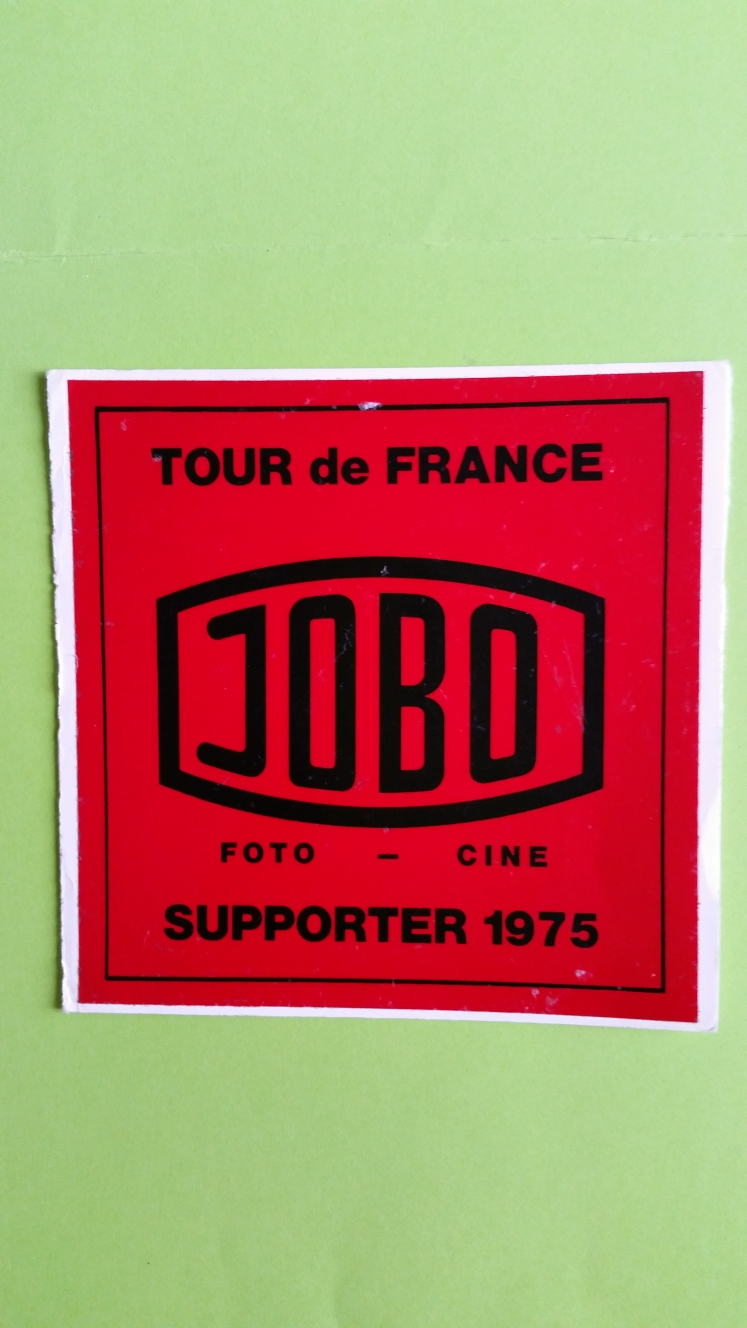 TOUR de FRANCE
JOBO
FOTO – CINE
SUPPORTER 1975